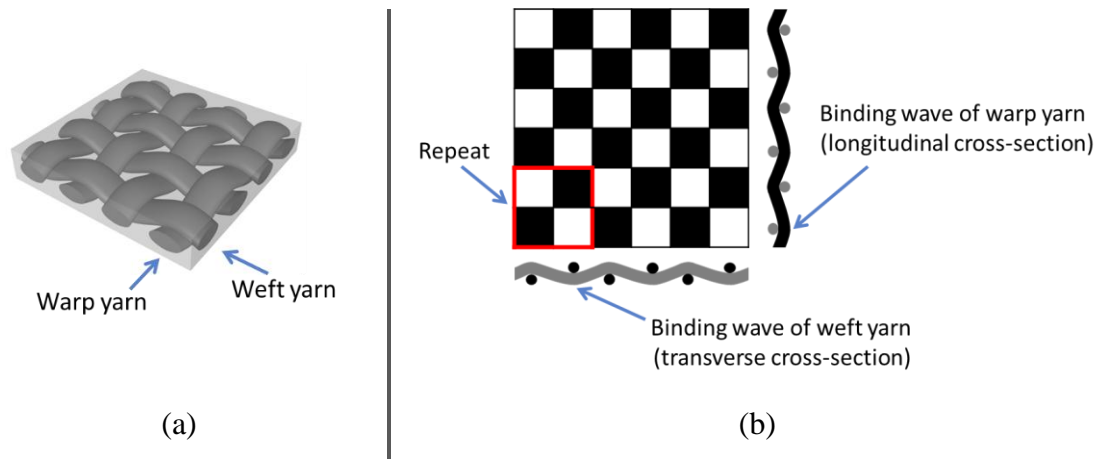 Warp yarn
Weft yarn
(a)
Repeat
Binding wave of warp yarn
(longitudinal cross-section)
Binding wave of weft yarn
(transverse cross-section)
(b)